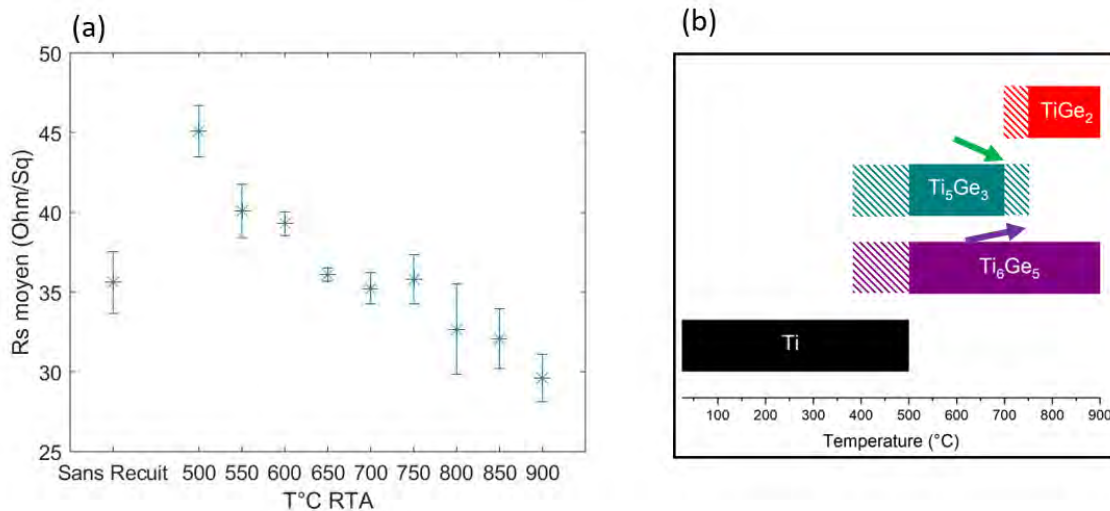 (a)
50
45
40
35
30
25
Rs moyen (Ohm/Sq)
Sans Recuit 500 550 600 650 700 750 800 850 900
T°C RTA
(b)
TiGe₂
Ti₅Ge₃
Ti₆Ge₅
Ti
100 200 300 400 500 600 700 800 900
Temperature (°C)